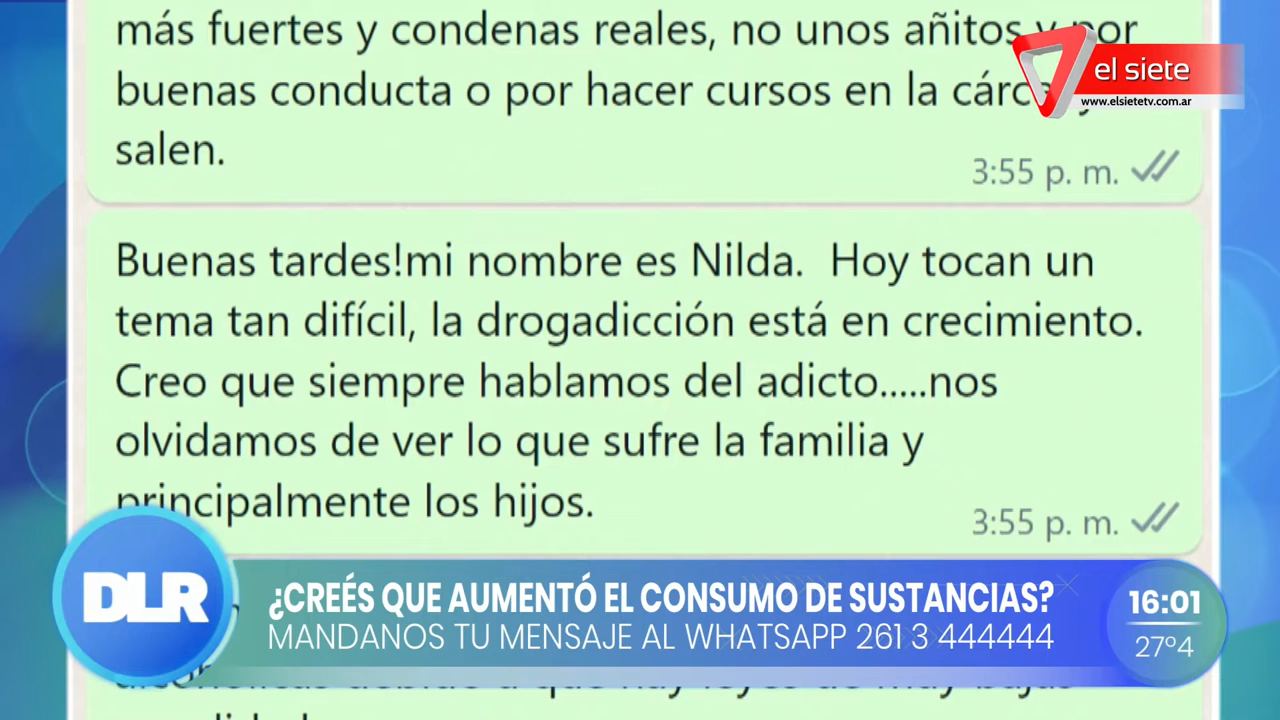 más fuertes y condenas reales, no unos añitos y por
buenas conducta o por hacer cursos en la
salen.
3:55 p. m.
el siete
www.elsietetv.com.ar
Buenas tardes!mi nombre es Nilda. Hoy tocan un
tema tan difícil, la drogadicción está en crecimiento.
Creo que siempre hablamos del adicto.....nos
olvidamos de ver lo que sufre la familia y
principalmente los hijos.
3:55 p. m.
DLR
¿CREÉS QUE AUMENTÓ EL CONSUMO DE SUSTANCIAS?
MANDANOS TU MENSAJE AL WHATSAPP 261 3 444444
16:01
27º4